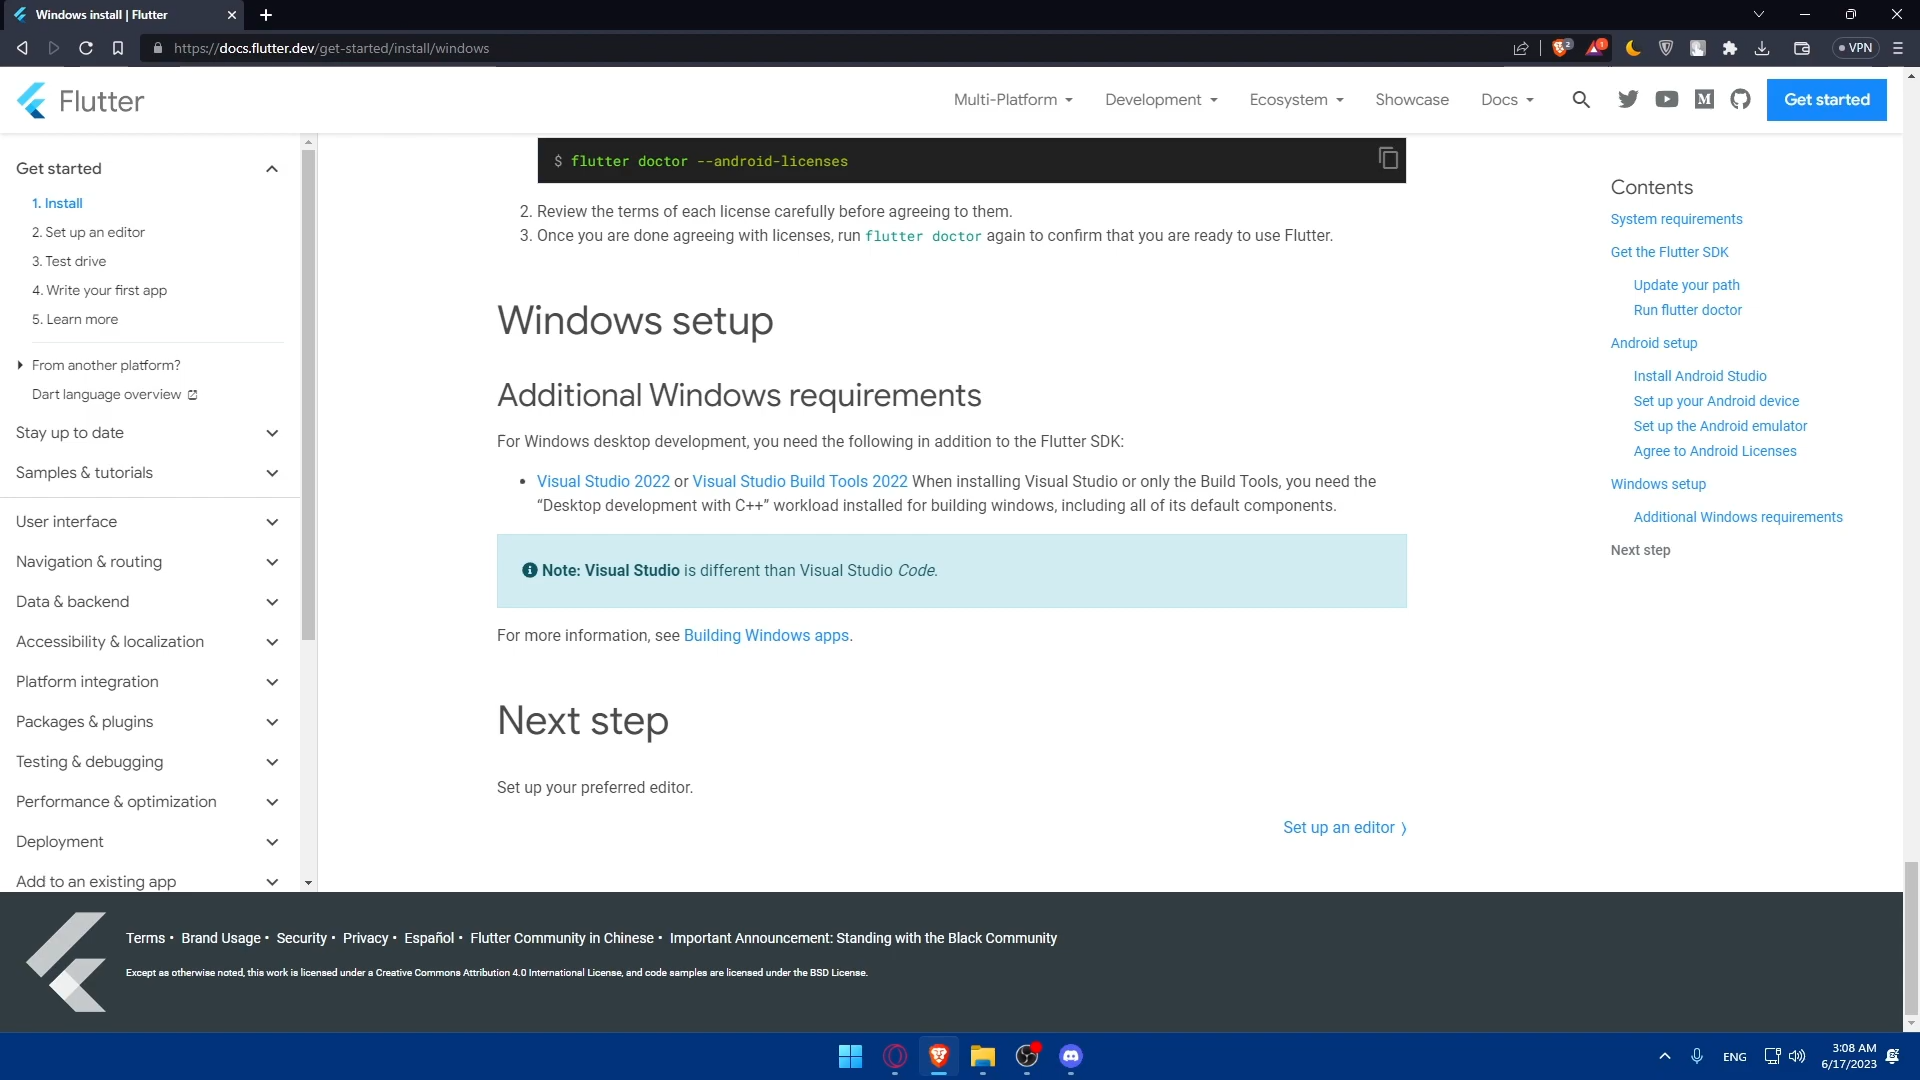 Windows install | Flutter
https://docs.flutter.dev/get-started/install/windows
2
1
VPN
Flutter
Multi-Platform
Development
Ecosystem
Showcase
Docs
Get started
Get started
1. Install
2. Set up an editor
3. Test drive
4. Write your first app
5. Learn more
From another platform?
Dart language overview
Stay up to date
Samples & tutorials
User interface
Navigation & routing
Data & backend
Accessibility & localization
Platform integration
Packages & plugins
Testing & debugging
Performance & optimization
Deployment
Add to an existing app
$ flutter doctor --android-licenses
2. Review the terms of each license carefully before agreeing to them.
3. Once you are done agreeing with licenses, run flutter doctor again to confirm that you are ready to use Flutter.
Windows setup
Additional Windows requirements
For Windows desktop development, you need the following in addition to the Flutter SDK:
• Visual Studio 2022 or Visual Studio Build Tools 2022 When installing Visual Studio or only the Build Tools, you need the
“Desktop development with C++” workload installed for building windows, including all of its default components.
Note: Visual Studio is different than Visual Studio Code.
For more information, see Building Windows apps.
Next step
Set up your preferred editor.
Set up an editor ⟩
Contents
System requirements
Get the Flutter SDK
Update your path
Run flutter doctor
Android setup
Install Android Studio
Set up your Android device
Set up the Android emulator
Agree to Android Licenses
Windows setup
Additional Windows requirements
Next step
Terms • Brand Usage • Security • Privacy • Español • Flutter Community in Chinese • Important Announcement: Standing with the Black Community
Except as otherwise noted, this work is licensed under a Creative Commons Attribution 4.0 International License, and code samples are licensed under the BSD License.
ENG
3:08 AM
6/17/2023